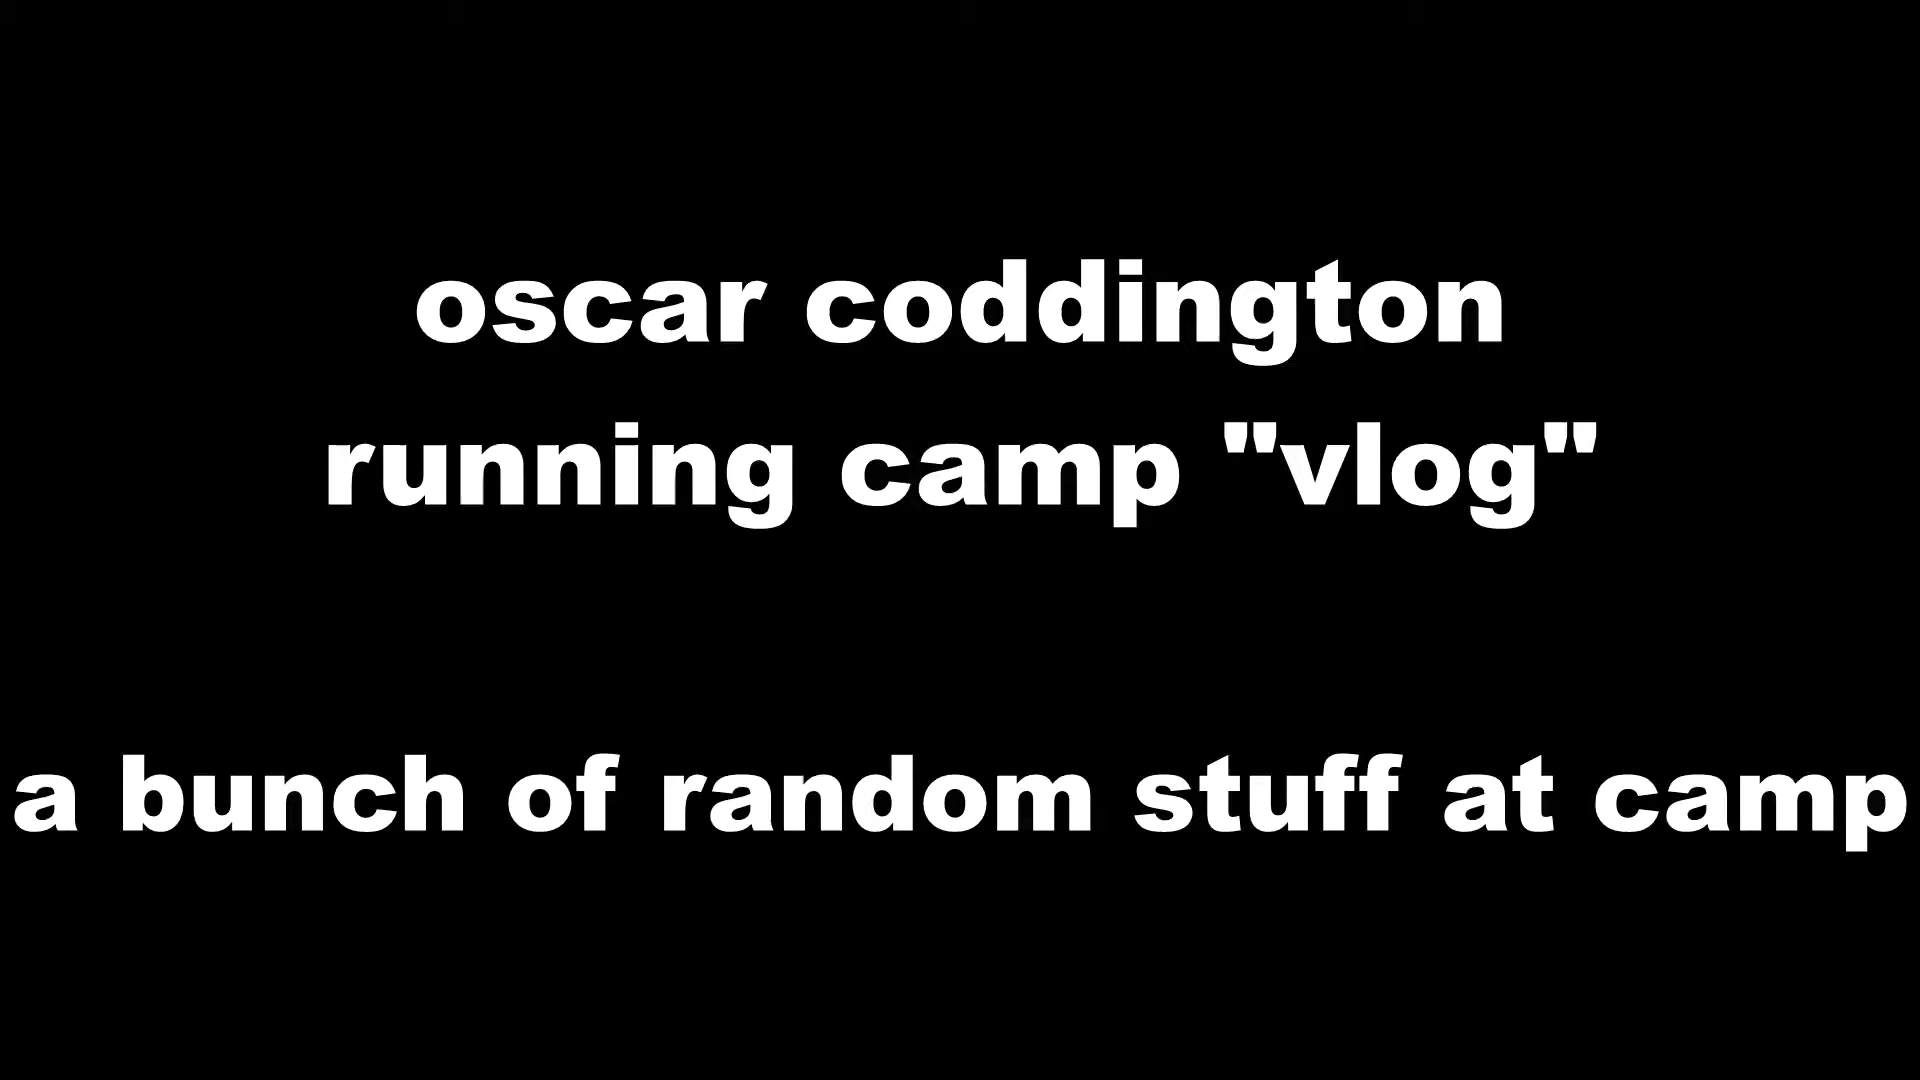 oscar coddington
running camp "vlog"
a bunch of random stuff at camp